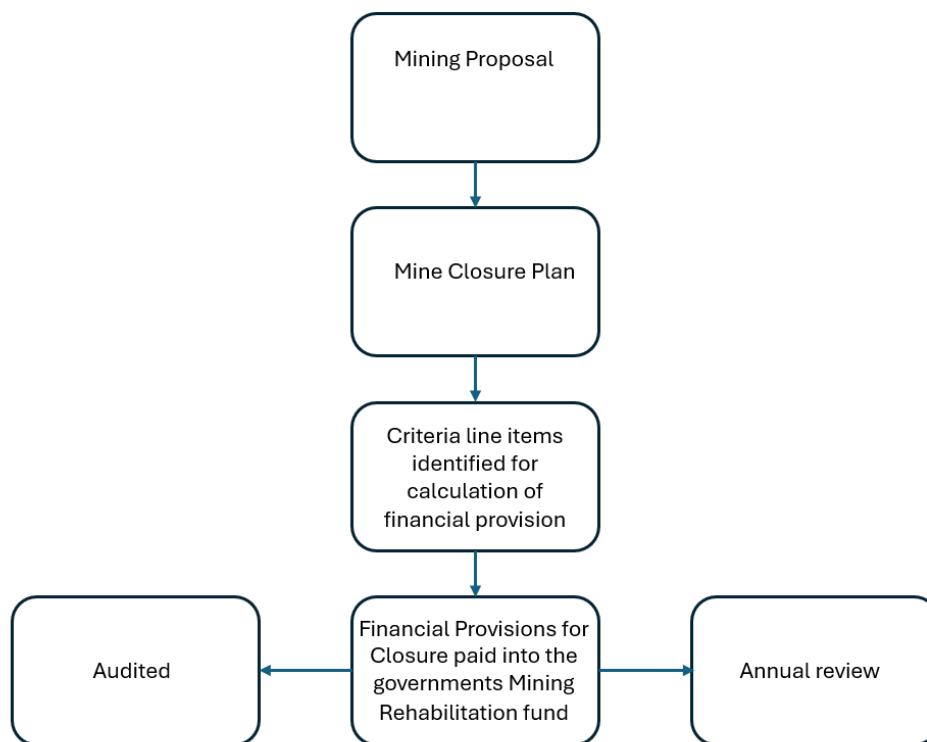 Mining Proposal
Mine Closure Plan
Criteria line items
identified for
calculation of
financial provision
Financial Provisions for
Closure paid into the
governments Mining
Rehabilitation fund
Audited
Annual review